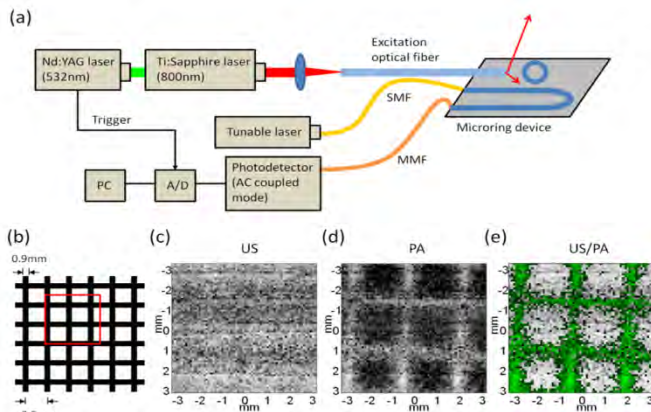 (a)
Nd:YAG laser
(532nm)
Ti:Sapphire laser
(800nm)
Excitation
optical fiber
SMF
Microring device
Trigger
Tunable laser
MMF
PC
A/D
Photodetector
(AC coupled
mode)
(b)
(c)
US
(d)
PA
(e)
US/PA
0.9mm
-3
-2
-1
0
1
2
3
mm
-3 -2 -1 0 1 2 3
mm
-3
-2
-1
0
1
2
3
mm
-3 -2 -1 0 1 2 3
mm
-3
-2
-1
0
1
2
3
mm
-3 -2 -1 0 1 2 3
mm